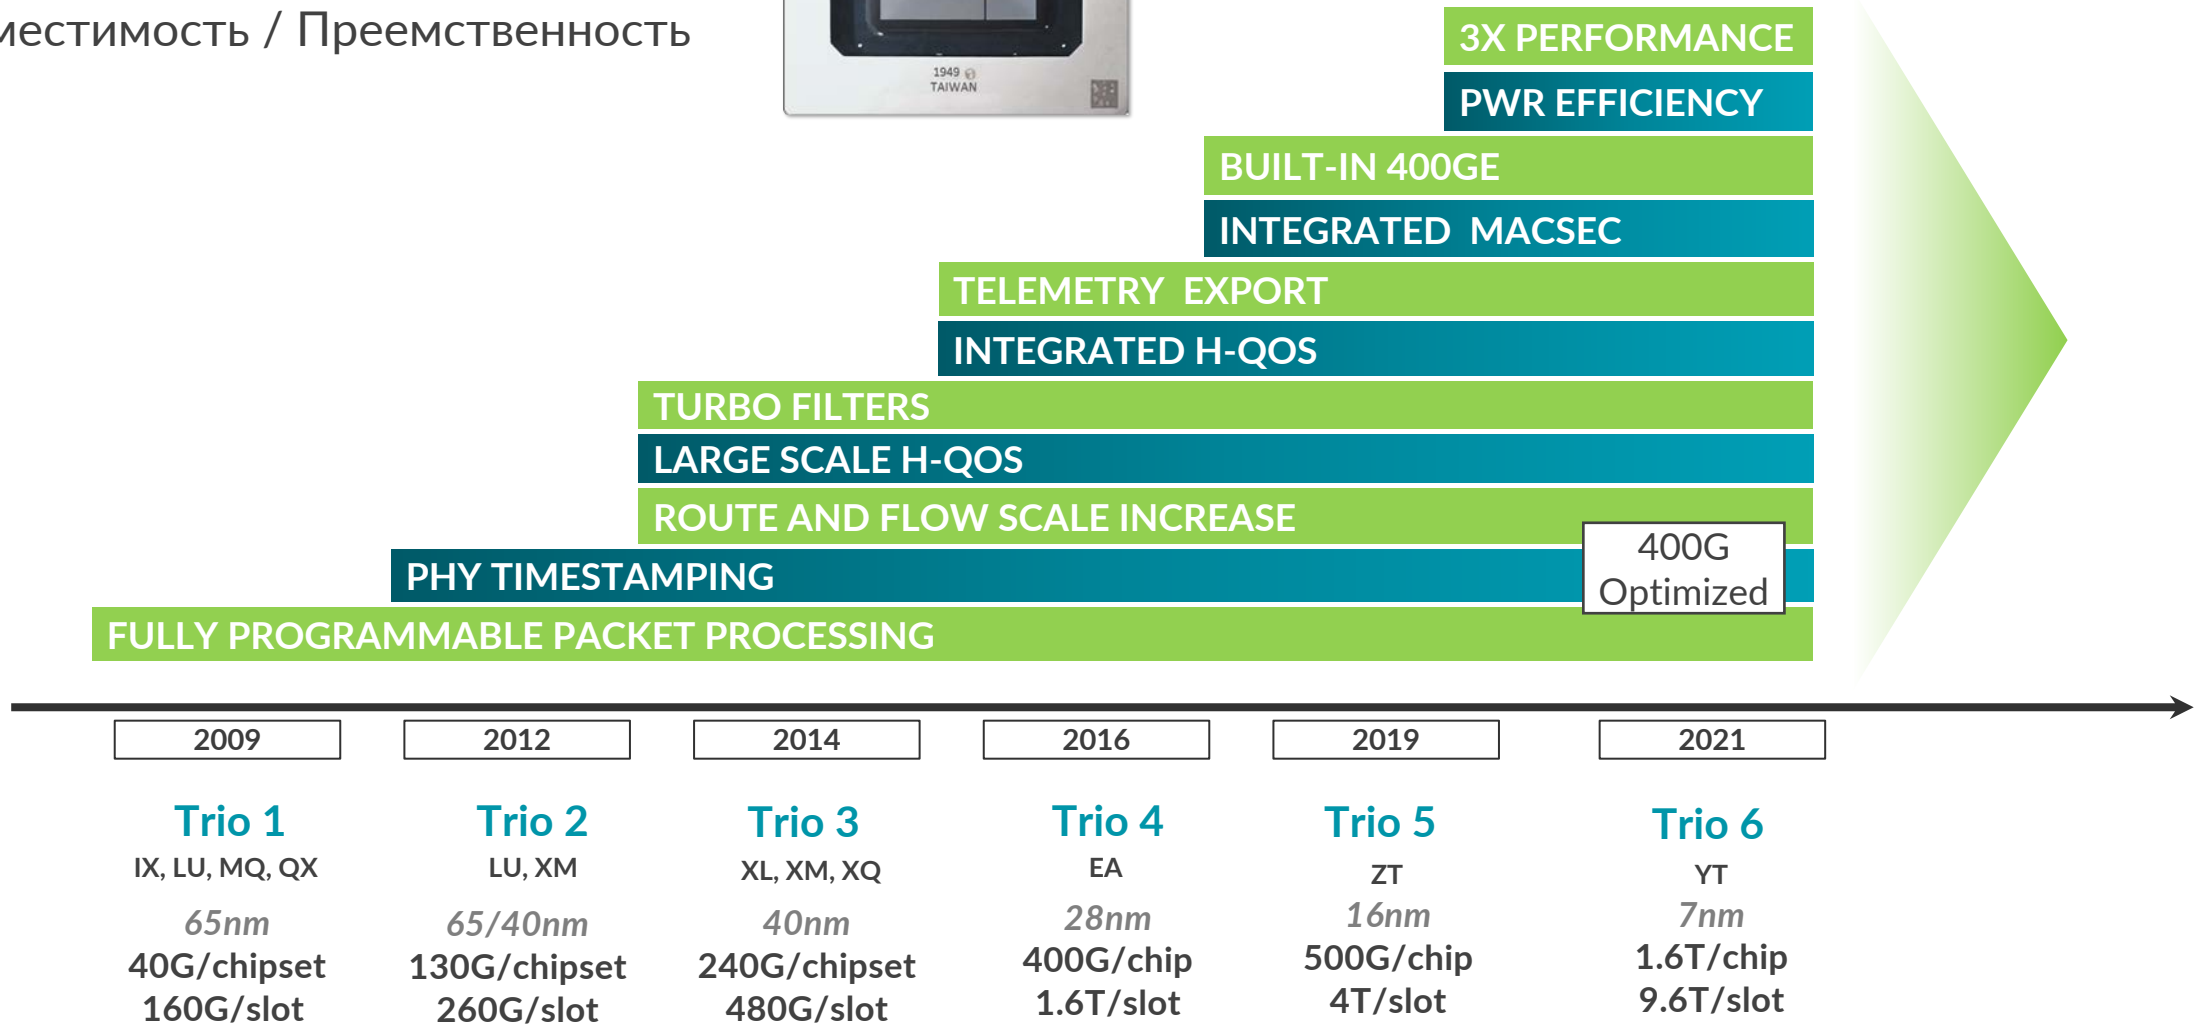 / Преемственность
1949
TAIWAN
3X PERFORMANCE
PWR EFFICIENCY
BUILT-IN 400GE
INTEGRATED MACSEC
TELEMETRY EXPORT
INTEGRATED H-QOS
TURBO FILTERS
LARGE SCALE H-QOS
ROUTE AND FLOW SCALE INCREASE
400G
Optimized
PHY TIMESTAMPING
FULLY PROGRAMMABLE PACKET PROCESSING
2009 2012 2014 2016 2019 2021
Trio 1 Trio 2 Trio 3 Trio 4 Trio 5 Trio 6
IX, LU, MQ, QX LU, XM XL, XM, XQ EA ZT YT
65nm 65/40nm 40nm 28nm 16nm 7nm
40G/chipset 130G/chipset 240G/chipset 400G/chip 500G/chip 1.6T/chip
160G/slot 260G/slot 480G/slot 1.6T/slot 4T/slot 9.6T/slot